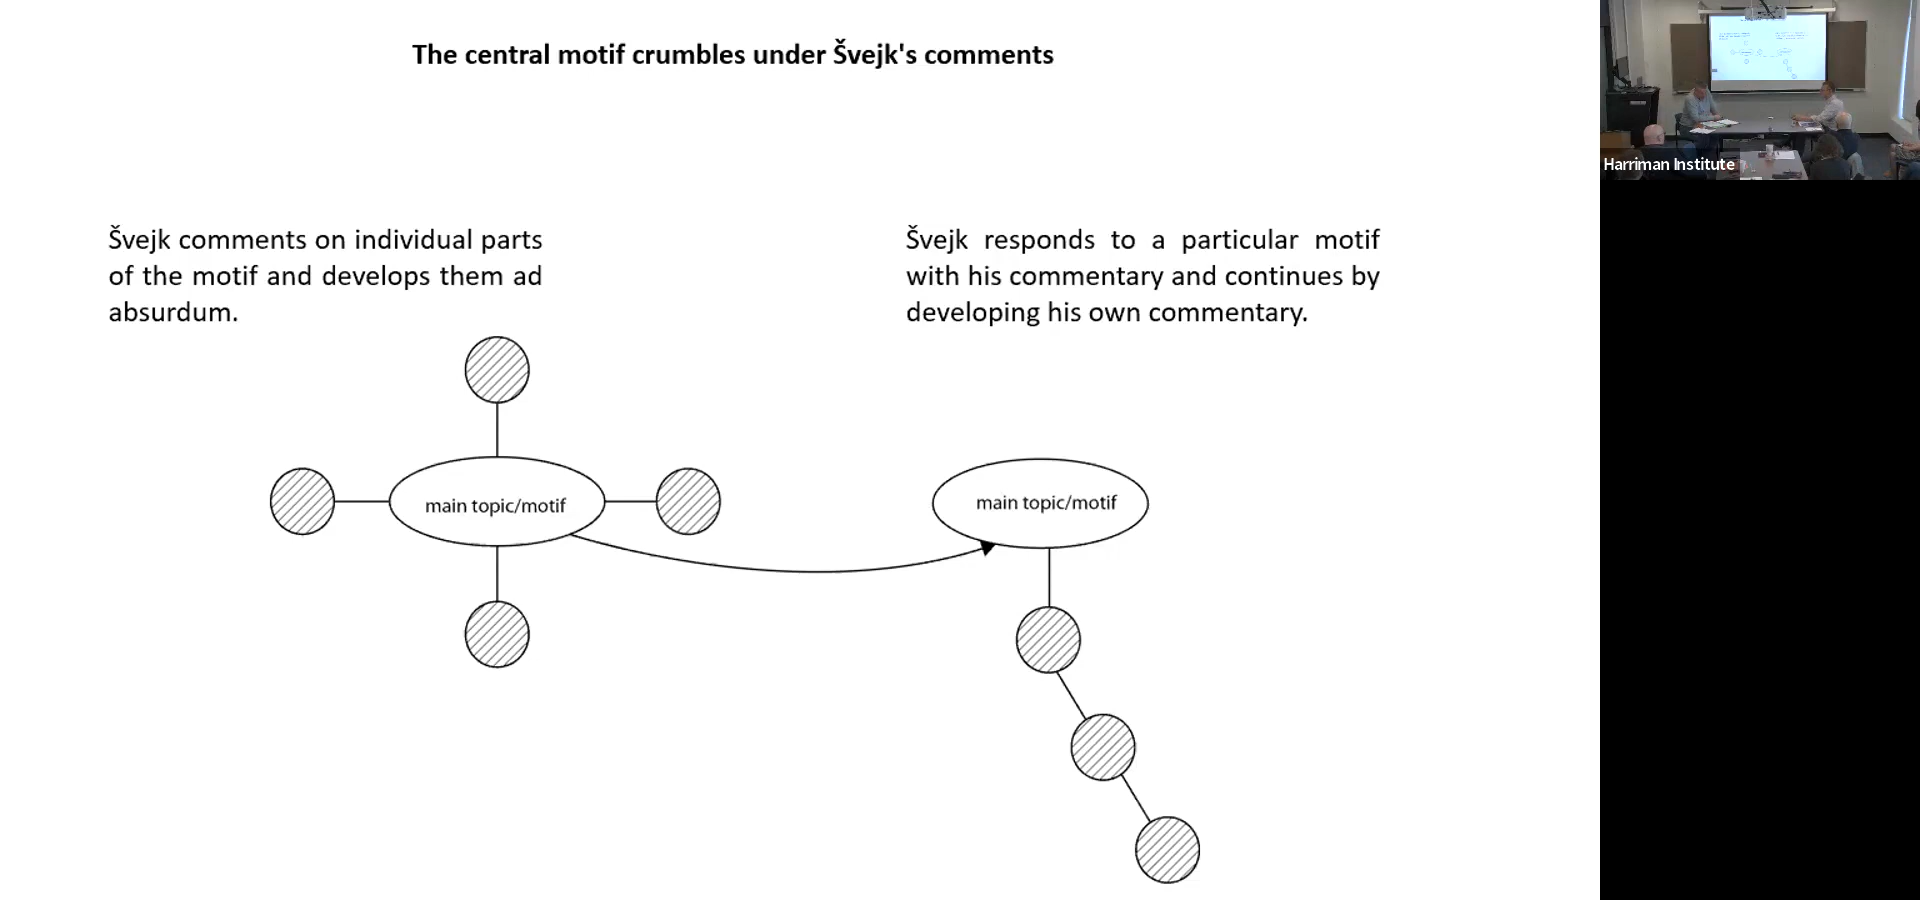 The central motif crumbles under Švejk's comments
Švejk comments on individual parts
of the motif and develops them ad
absurdum.
Švejk responds to a particular motif
with his commentary and continues by
developing his own commentary.
main topic/motif
main topic/motif
Harriman Institute